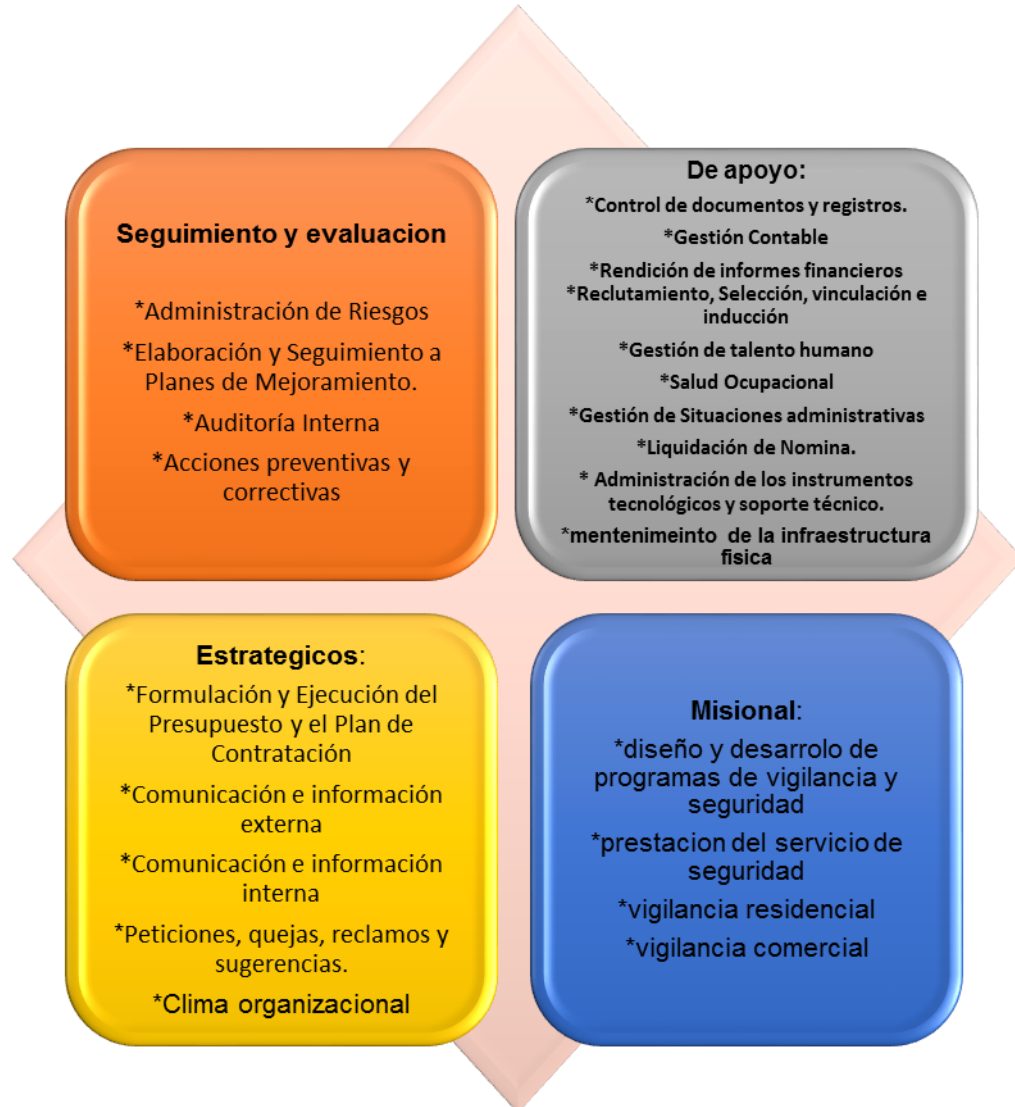 Seguimiento y evaluacion
*Administración de Riesgos
*Elaboración y Seguimiento a
Planes de Mejoramiento.
*Auditoría Interna
*Acciones preventivas y
correctivas
De apoyo:
*Control de documentos y registros.
*Gestión Contable
*Rendición de informes financieros
*Reclutamiento, Selección, vinculación e
inducción
*Gestión de talento humano
*Salud Ocupacional
*Gestión de Situaciones administrativas
*Liquidación de Nomina.
* Administración de los instrumentos
tecnológicos y soporte técnico.
*mentenimeinto de la infraestructura
fisica
Estrategicos:
*Formulación y Ejecución del
Presupuesto y el Plan de
Contratación
*Comunicación e información
externa
*Comunicación e información
interna
*Peticiones, quejas, reclamos y
sugerencias.
*Clima organizacional
Misional:
*diseño y desarrolo de
programas de vigilancia y
seguridad
*prestacion del servicio de
seguridad
*vigilancia residencial
*vigilancia comercial